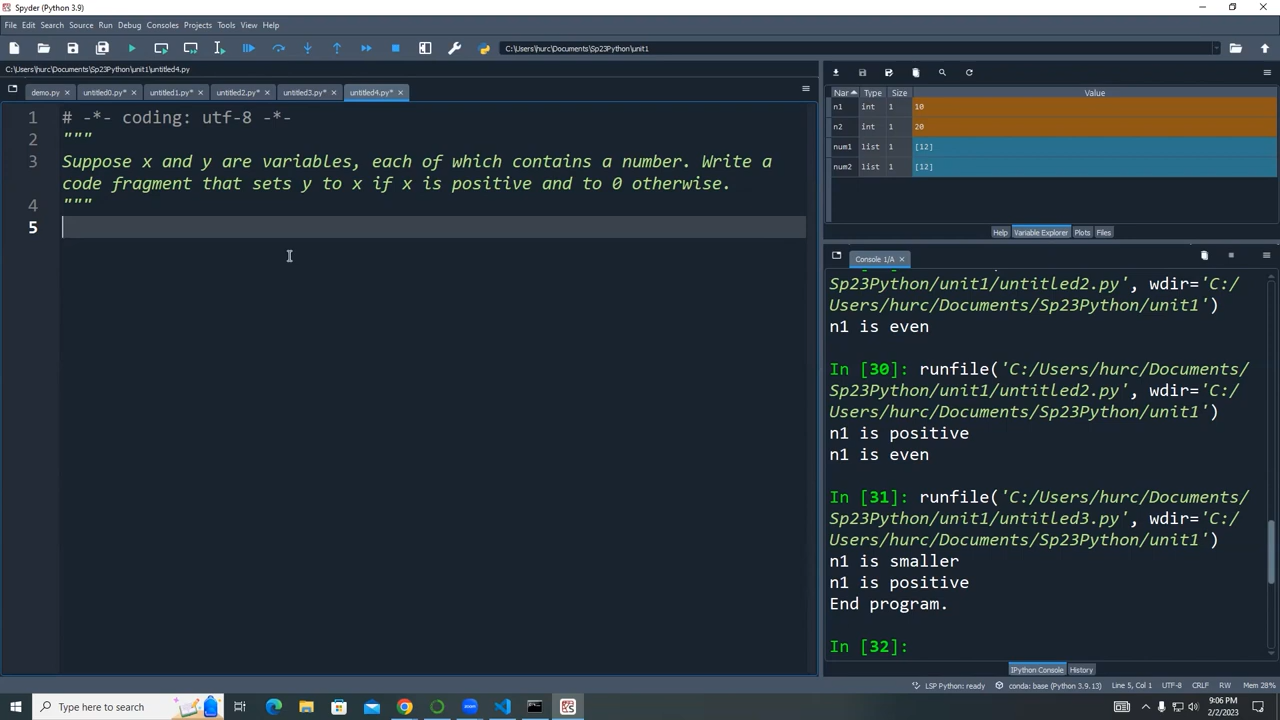 Spyder (Python 3.9)
File Edit Search Source Run Debug Consoles Projects Tools View Help
C:\Users\hurc\Documents\Sp23Python\unit1
C:\Users\hurc\Documents\Sp23Python\unit1\untitled4.py
demo.py untitled0.py* untitled1.py* untitled2.py* untitled3.py* untitled4.py*
1 # -*- coding: utf-8 -*-
2 """
3 Suppose x and y are variables, each of which contains a number. Write a
code fragment that sets y to x if x is positive and to 0 otherwise.
4 """
5
Nar Type Size Value
n1 int 1 10
n2 int 1 20
num1 list 1 [12]
num2 list 1 [12]
Help Variable Explorer Plots Files
Console 1/A
Sp23Python/unit1/untitled2.py', wdir='C:/
Users/hurc/Documents/Sp23Python/unit1')
n1 is even
In [30]: runfile('C:/Users/hurc/Documents/
Sp23Python/unit1/untitled2.py', wdir='C:/
Users/hurc/Documents/Sp23Python/unit1')
n1 is positive
n1 is even
In [31]: runfile('C:/Users/hurc/Documents/
Sp23Python/unit1/untitled3.py', wdir='C:/
Users/hurc/Documents/Sp23Python/unit1')
n1 is smaller
n1 is positive
End program.
In [32]:
IPython Console History
LSP Python: ready conda: base (Python 3.9.13) Line 5, Col 1 UTF-8 CRLF RW Mem 28%
Type here to search
9:06 PM
2/2/2023